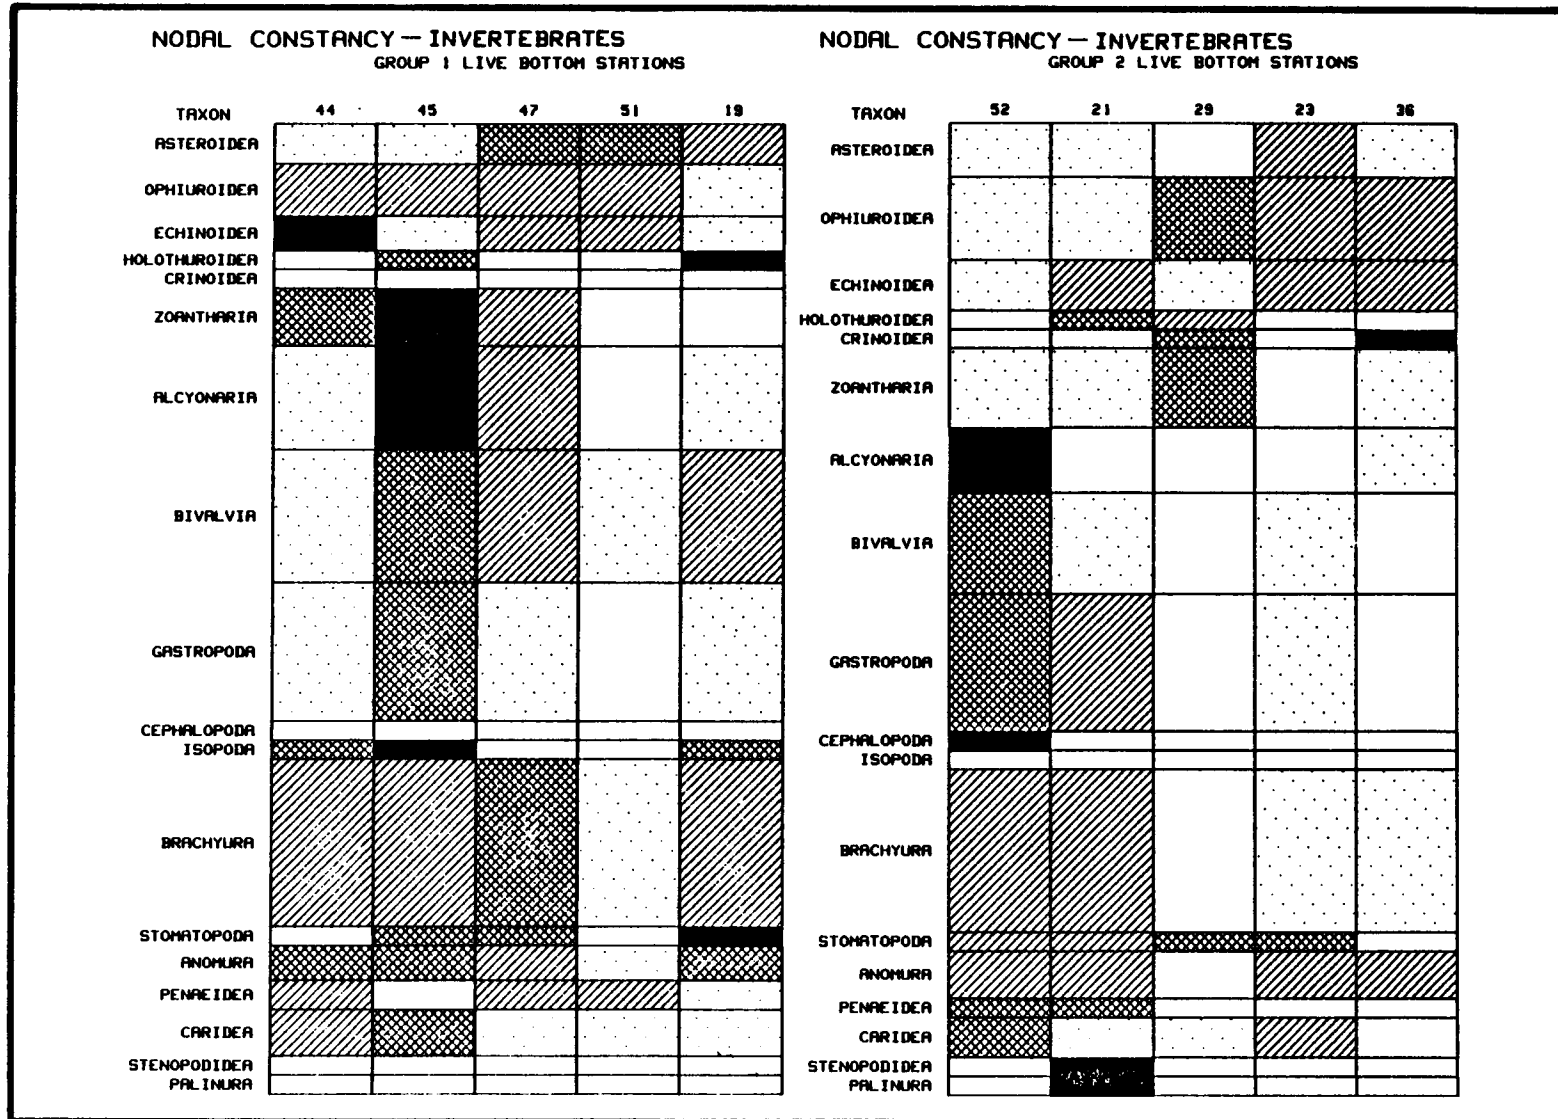 NODAL CONSTANCY — INVERTEBRATES
GROUP 1 LIVE BOTTOM STATIONS
TAXON 44 45 47 51 19
ASTEROIDEA
OPHIUROIDEA
ECHINOIDEA
HOLOTHUROIDEA
CRINOIDEA
ZOANTHARIA
ALCYONARIA
BIVALVIA
GASTROPODA
CEPHALOPODA
ISOPODA
BRACHYURA
STOMATOPODA
ANOMURA
PENAEIDEA
CARIDEA
STENOPODIDEA
PALINURA
NODAL CONSTANCY — INVERTEBRATES
GROUP 2 LIVE BOTTOM STATIONS
TAXON 52 21 29 23 36
ASTEROIDEA
OPHIUROIDEA
ECHINOIDEA
HOLOTHUROIDEA
CRINOIDEA
ZOANTHARIA
ALCYONARIA
BIVALVIA
GASTROPODA
CEPHALOPODA
ISOPODA
BRACHYURA
STOMATOPODA
ANOMURA
PENAEIDEA
CARIDEA
STENOPODIDEA
PALINURA